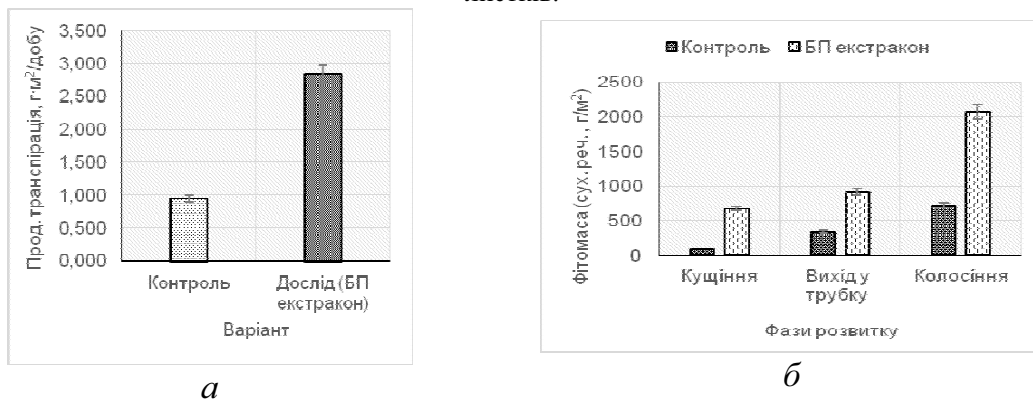 Прод. транспірація, г·м²/добу
3,500
3,000
2,500
2,000
1,500
1,000
0,500
0,000
Контроль
Дослід (БП
екстракон)
Варіант
а
Контроль
БП екстракон
Фітомаса (сух. реч., г/м²)
2500
2000
1500
1000
500
0
Кущіння
Вихід у
трубку
Колосіння
Фази розвитку
б